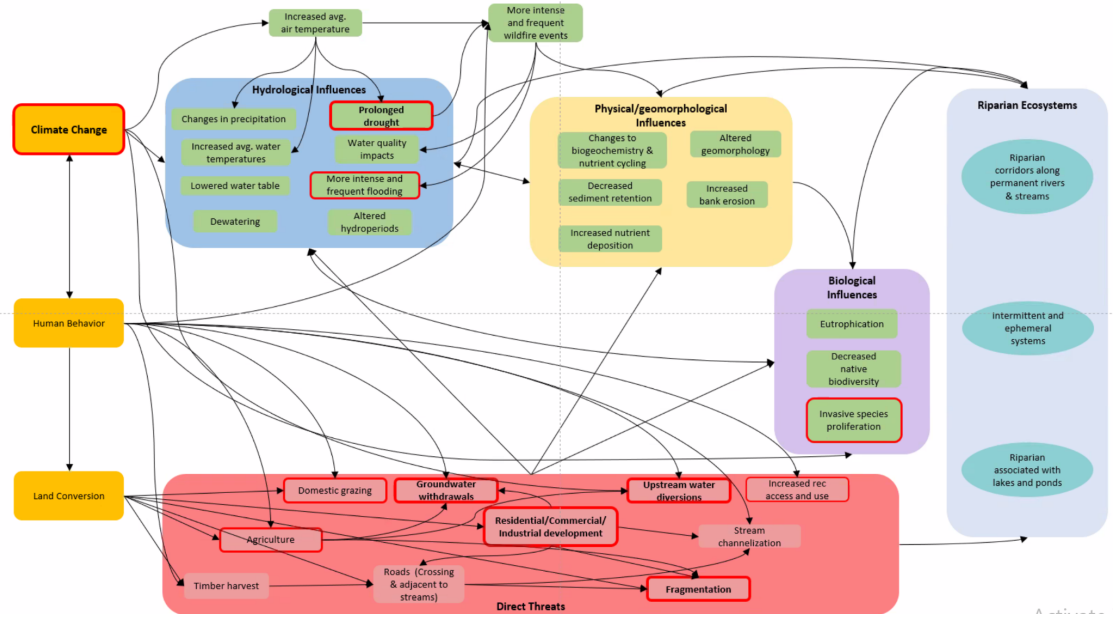 Increased avg.
air temperature
More intense
and frequent
wildfire events
Climate Change
Hydrological Influences
Changes in precipitation
Prolonged
drought
Increased avg. water
temperatures
Water quality
impacts
Lowered water table
More intense and
frequent flooding
Dewatering
Altered
hydroperiods
Physical/geomorphological
Influences
Changes to
biogeochemistry &
nutrient cycling
Altered
geomorphology
Decreased
sediment retention
Increased
bank erosion
Increased nutrient
deposition
Biological
Influences
Eutrophication
Decreased
native
biodiversity
Invasive species
proliferation
Riparian Ecosystems
Riparian
corridors along
permanent rivers
& streams
Intermittent and
ephemeral
systems
Riparian
associated with
lakes and ponds
Human Behavior
Land Conversion
Domestic grazing
Groundwater
withdrawals
Upstream water
diversions
Increased rec
access and use
Agriculture
Residential/Commercial/
Industrial development
Stream
channelization
Timber harvest
Roads (Crossing
& adjacent to
streams)
Fragmentation
Direct Threats